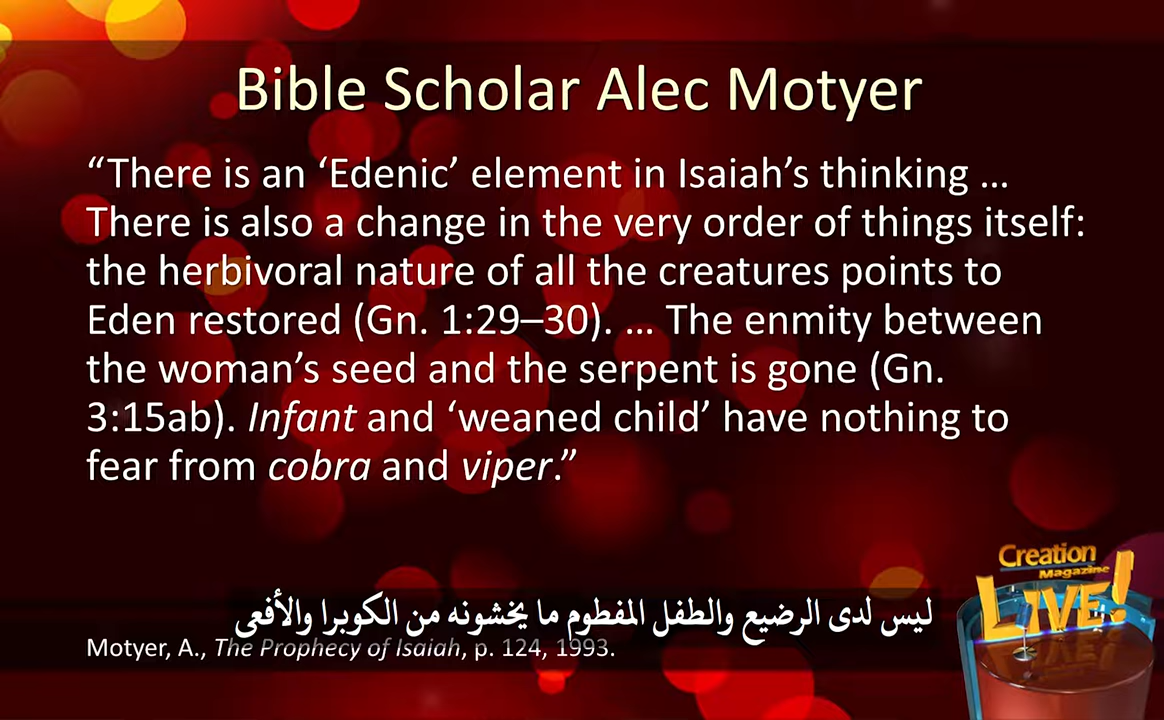 Bible Scholar Alec Motyer
“There is an ‘Edenic’ element in Isaiah’s thinking …
There is also a change in the very order of things itself:
the herbivoral nature of all the creatures points to
Eden restored (Gn. 1:29–30). … The enmity between
the woman’s seed and the serpent is gone (Gn.
3:15ab). Infant and ‘weaned child’ have nothing to
fear from cobra and viper.”
ليس لدى الرضيع والطفل المفطوم ما يخشونه من الكوبرا والأفعى
Motyer, A., The Prophecy of Isaiah, p. 124, 1993.
Creation
Magazine
LIVE!